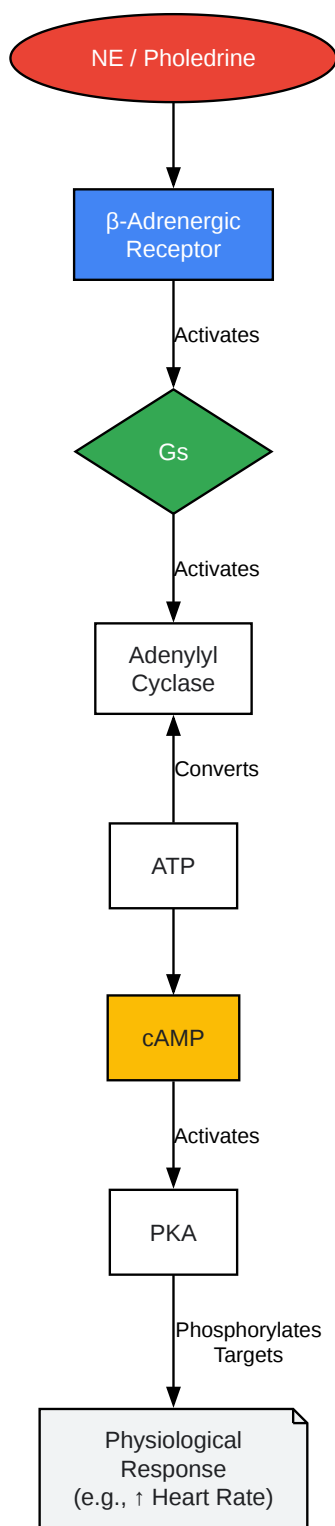 NE / Pholedrine
β-Adrenergic
Receptor
Activates
Gs
Activates
Adenylyl
Cyclase
Converts
ATP
cAMP
Activates
PKA
Phosphorylates
Targets
Physiological
Response
(e.g., ↑ Heart Rate)